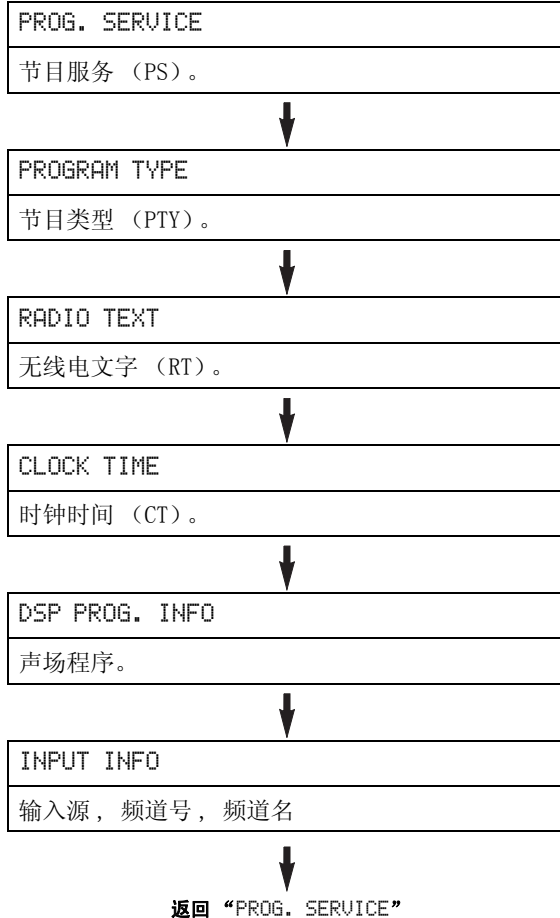 PROG. SERVICE
节目服务 （PS）。
PROGRAM TYPE
节目类型 （PTY）。
RADIO TEXT
无线电文字 （RT）。
CLOCK TIME
时钟时间 （CT）。
DSP PROG. INFO
声场程序。
INPUT INFO
输入源 ，频道号 ，频道名
返回 “PROG. SERVICE”